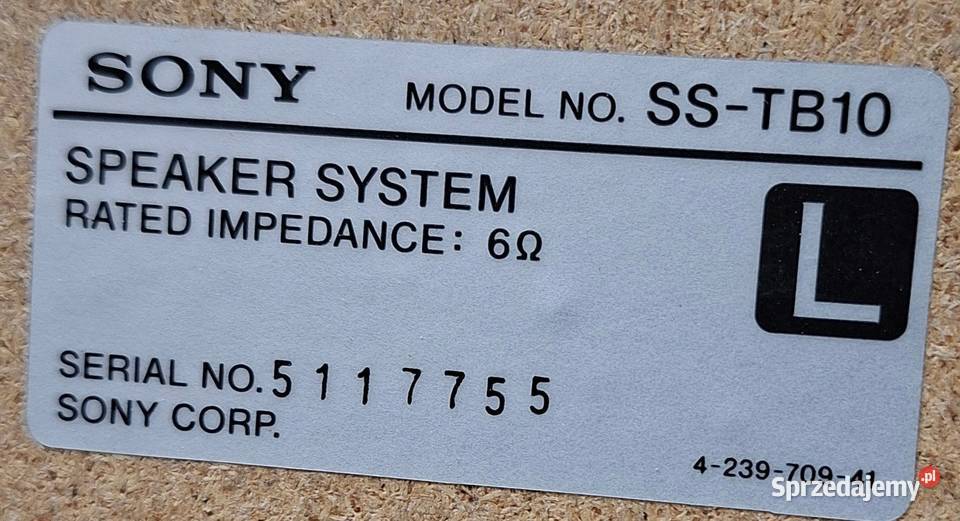 SONY MODEL NO. SS-TB10
SPEAKER SYSTEM
RATED IMPEDANCE: 6Ω
L
SERIAL NO. 5117755
SONY CORP.
4-239-709-41
Sprzedajemy.pl